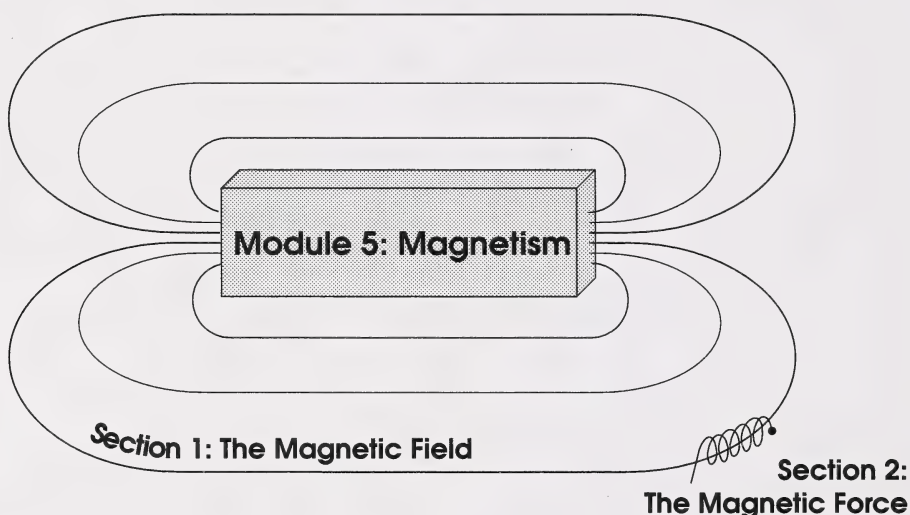 Module 5: Magnetism
Section 1: The Magnetic Field
Section 2:
The Magnetic Force